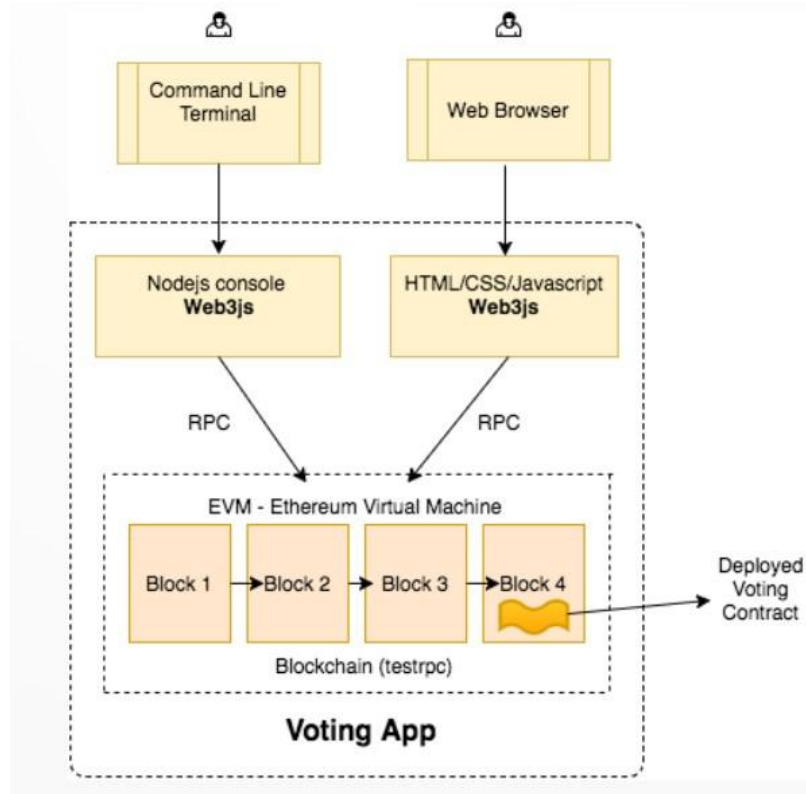 Command Line
Terminal
Web Browser
Nodejs console
Web3js
HTML/CSS/Javascript
Web3js
RPC
RPC
EVM - Ethereum Virtual Machine
Block 1
Block 2
Block 3
Block 4
Deployed
Voting
Contract
Blockchain (testrpc)
Voting App